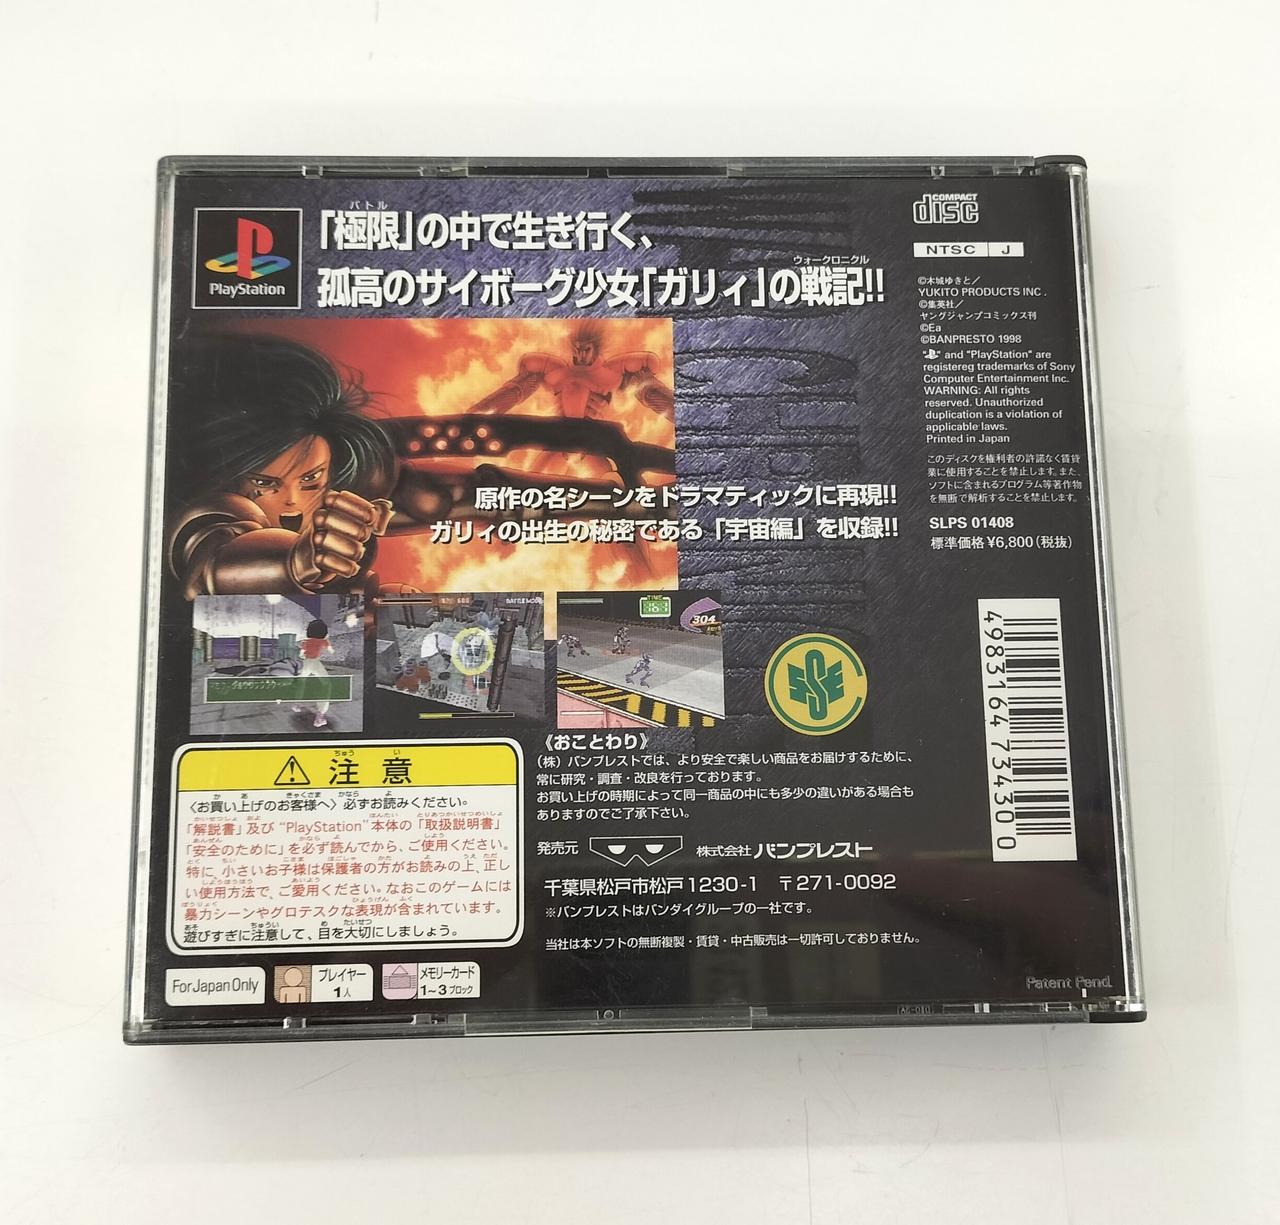 PlayStation
「極限」の中で生き行く、
バトル
孤高のサイボーグ少女「ガリィ」の戦記!!
ウォークロニクル
原作の名シーンをドラマティックに再現!!
ガリィの出生の秘密である「宇宙編」を収録!!
COMPACT
disc
NTSC J
©木城ゆきと/
YUKITO PRODUCTS INC.
©集英社/
ヤングジャンプコミックス刊
©Ea
©BANPRESTO 1998
and "PlayStation" are
registereg trademarks of Sony
Computer Entertainment Inc.
WARNING: All rights
reserved. Unauthorized
duplication is a violation of
applicable laws.
Printed in Japan
このディスクを権利者の許諾なく賃貸
業に使用することを禁止します。また、
ソフトに含まれるプログラム等著作物
を無断で解析することを禁止します。
SLPS 01408
標準価格 ¥6,800(税抜)
4983164734300
BATTLE MODE
TIME
161
304
《おことわり》
(株)バンプレストでは、より安全で楽しい商品をお届けするために、
常に研究・調査・改良を行っております。
お買い上げの時期によって同一商品の中にも多少の違いがある場合も
ありますのでご了承下さい。
発売元 株式会社 バンプレスト
千葉県松戸市松戸1230-1 〒271-0092
※バンプレストはバンダイグループの一社です。
当社は本ソフトの無断複製・賃貸・中古販売は一切許可しておりません。
注意
ちゅう い
〈お買い上げのお客様へ〉必ずお読みください。
「解説書」及び“PlayStation”本体の「取扱説明書」
「安全のために」を必ず読んでから、ご使用ください。
特に、小さいお子様は保護者の方がお読みの上、正し
い使用方法で、ご愛用ください。なおこのゲームには
暴力シーンやグロテスクな表現が含まれています。
遊びすぎに注意して、目を大切にしましょう。
For Japan Only
プレイヤー
1人
メモリーカード
1~3ブロック
Patent Pend.